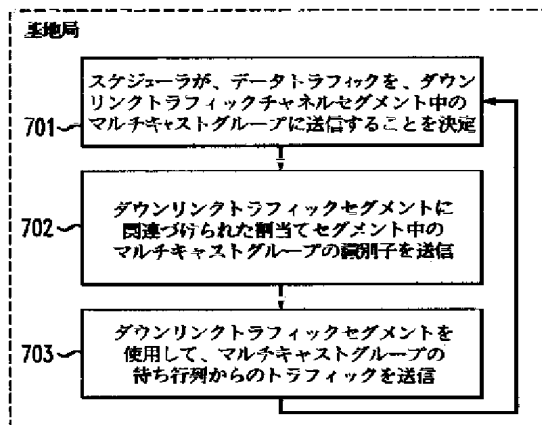 基地局
スケジューラが、データトラフィックを、ダウン
リンクトラフィックチャネルセグメント中の
マルチキャストグループに送信することを決定
701
ダウンリンクトラフィックセグメントに
関連づけられた割当てセグメント中の
マルチキャストグループの識別子を送信
702
ダウンリンクトラフィックセグメントを
使用して、マルチキャストグループの
待ち行列からのトラフィックを送信
703